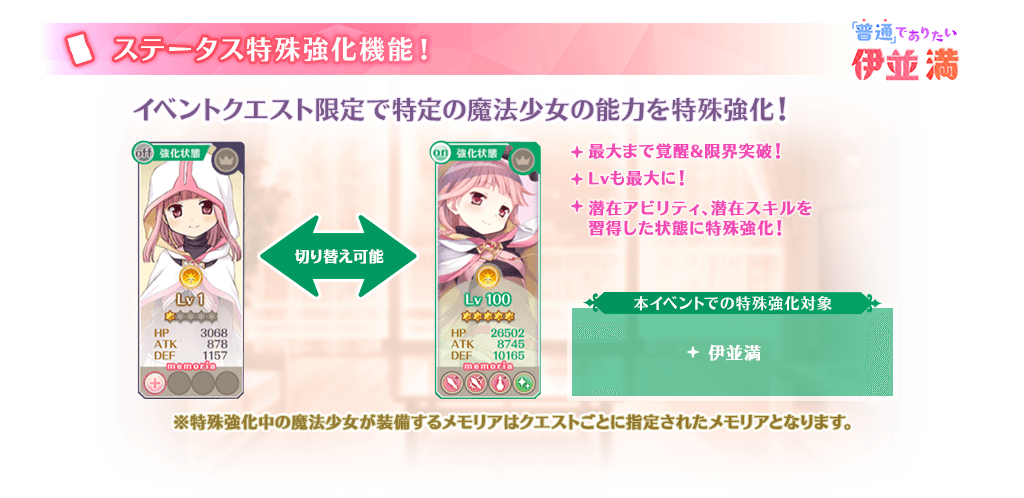 ステータス特殊強化機能！
「普通」でありたい
伊並 満
イベントクエスト限定で特定の魔法少女の能力を特殊強化！
off 強化状態
Lv 1
HP 3068
ATK 878
DEF 1157
memoria
切り替え可能
on 強化状態
Lv 100
HP 26502
ATK 8745
DEF 10165
memoria
最大まで覚醒&限界突破！
Lvも最大に！
潜在アビリティ、潜在スキルを
習得した状態に特殊強化！
本イベントでの特殊強化対象
伊並満
※特殊強化中の魔法少女が装備するメモリアはクエストごとに指定されたメモリアとなります。